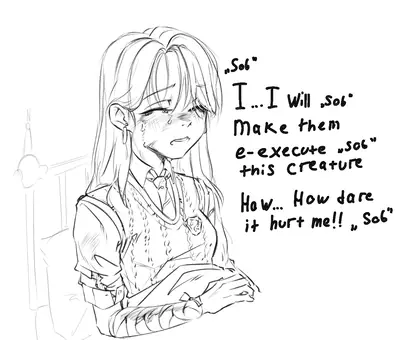 „Sob"
I...I Will „Sob"
Make them
e-execute „Sob"
this creature
How... How dare
it hurt me!! „Sob"